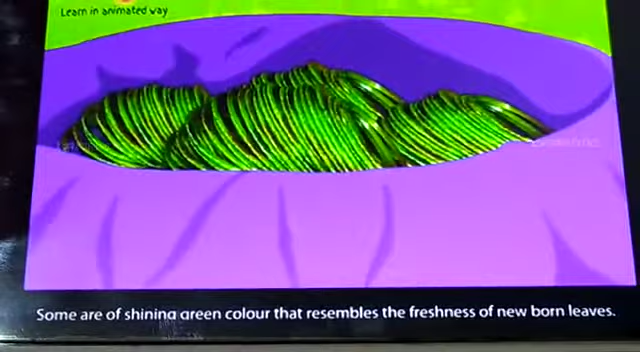 Learn in animated way
Some are of shining green colour that resembles the freshness of new born leaves.